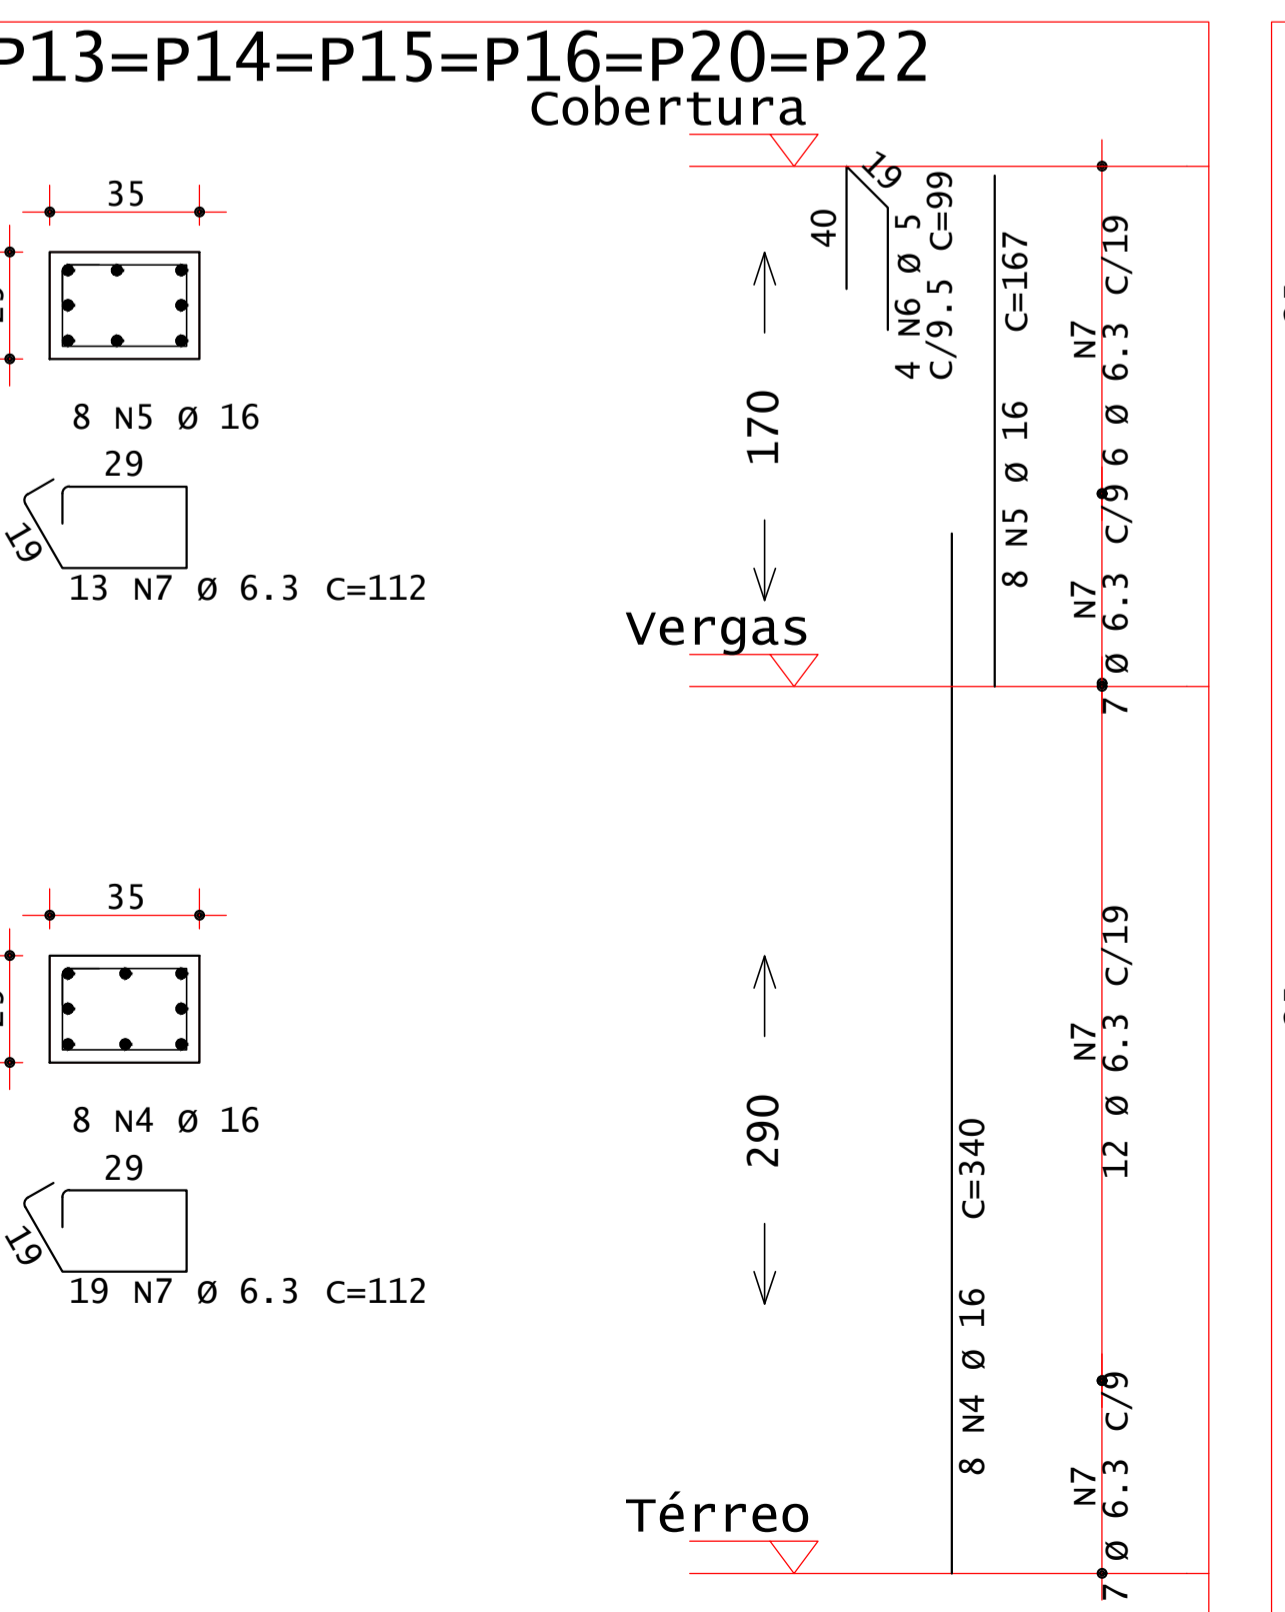 P13=P14=P15=P16=P20=P22
Cobertura
35
8 N5 Ø 16
29
19
13 N7 Ø 6.3 C=112
40
19
4 N6 Ø 5
C/9.5 C=99
170
8 N5 Ø 16 C=167
N7
6 Ø 6.3 C/19
N7
7 Ø 6.3 C/9
Vergas
35
8 N4 Ø 16
29
19
19 N7 Ø 6.3 C=112
290
8 N4 Ø 16 C=340
N7
12 Ø 6.3 C/19
N7
7 Ø 6.3 C/9
Térreo